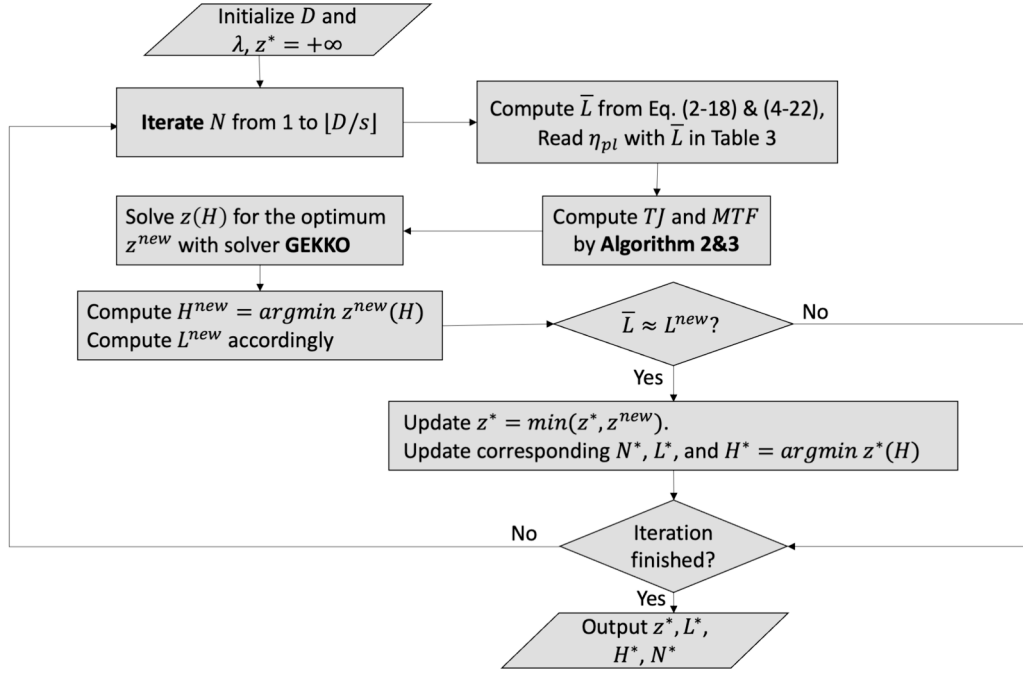 Initialize D and
λ, z* = +∞
Iterate N from 1 to ⌊D/s⌋
Compute L̅ from Eq. (2-18) & (4-22),
Read η_pl with L̅ in Table 3
Compute TJ and MTF
by Algorithm 2&3
Solve z(H) for the optimum
z^new with solver GEKKO
Compute H^new = argmin z^new(H)
Compute L^new accordingly
L̅ ≈ L^new?
No
Yes
Update z* = min(z*, z^new).
Update corresponding N*, L*, and H* = argmin z*(H)
Iteration
finished?
No
Yes
Output z*, L*,
H*, N*